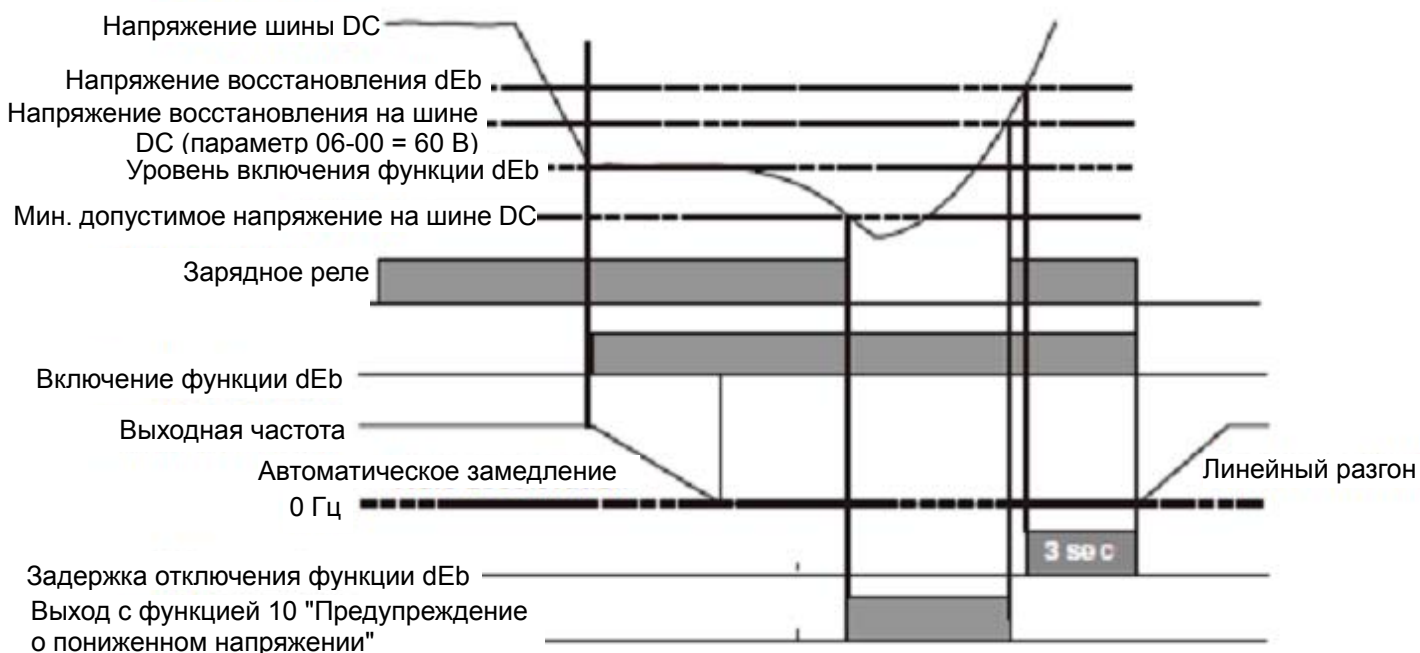 Напряжение шины DC
Напряжение восстановления dEb
Напряжение восстановления на шине
DC (параметр 06-00 = 60 В)
Уровень включения функции dEb
Мин. допустимое напряжение на шине DC
Зарядное реле
Включение функции dEb
Выходная частота
Автоматическое замедление
Линейный разгон
0 Гц
3 sec
Задержка отключения функции dEb
Выход с функцией 10 "Предупреждение
о пониженном напряжении"